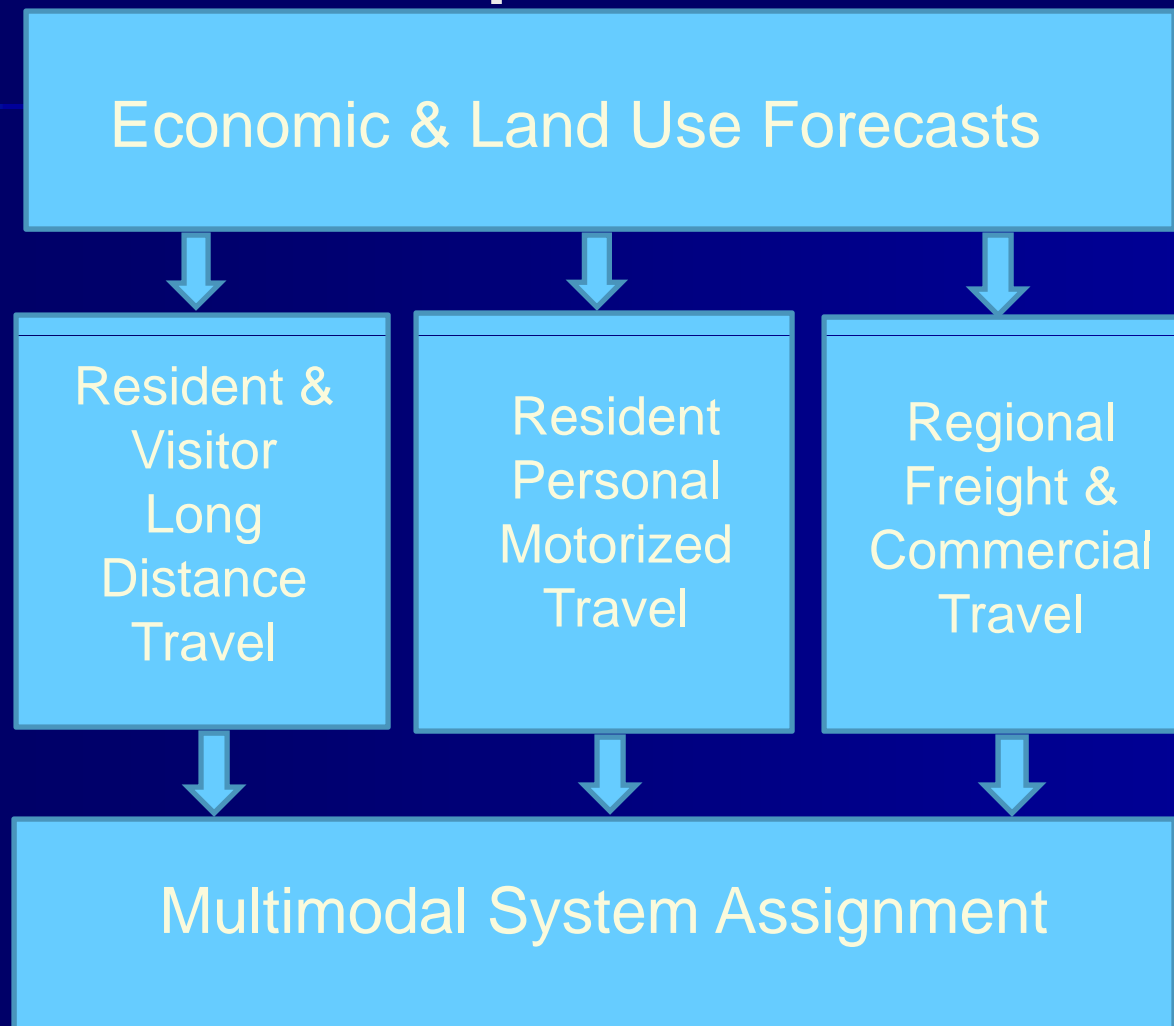 Economic & Land Use Forecasts
Resident &
Visitor
Long
Distance
Travel
Resident
Personal
Motorized
Travel
Regional
Freight &
Commercial
Travel
Multimodal System Assignment